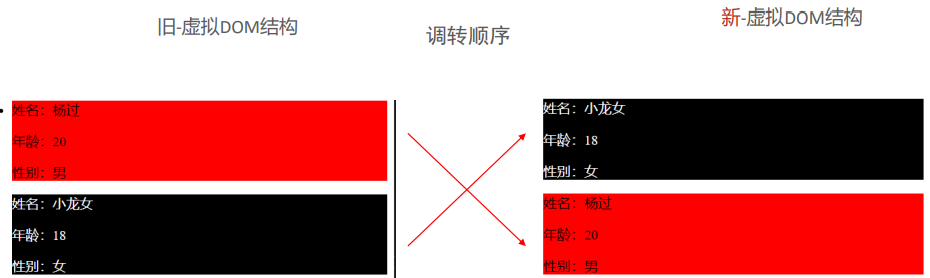 旧-虚拟DOM结构
调转顺序
新-虚拟DOM结构
姓名：杨过
年龄：20
性别：男
姓名：小龙女
年龄：18
性别：女
姓名：小龙女
年龄：18
性别：女
姓名：杨过
年龄：20
性别：男